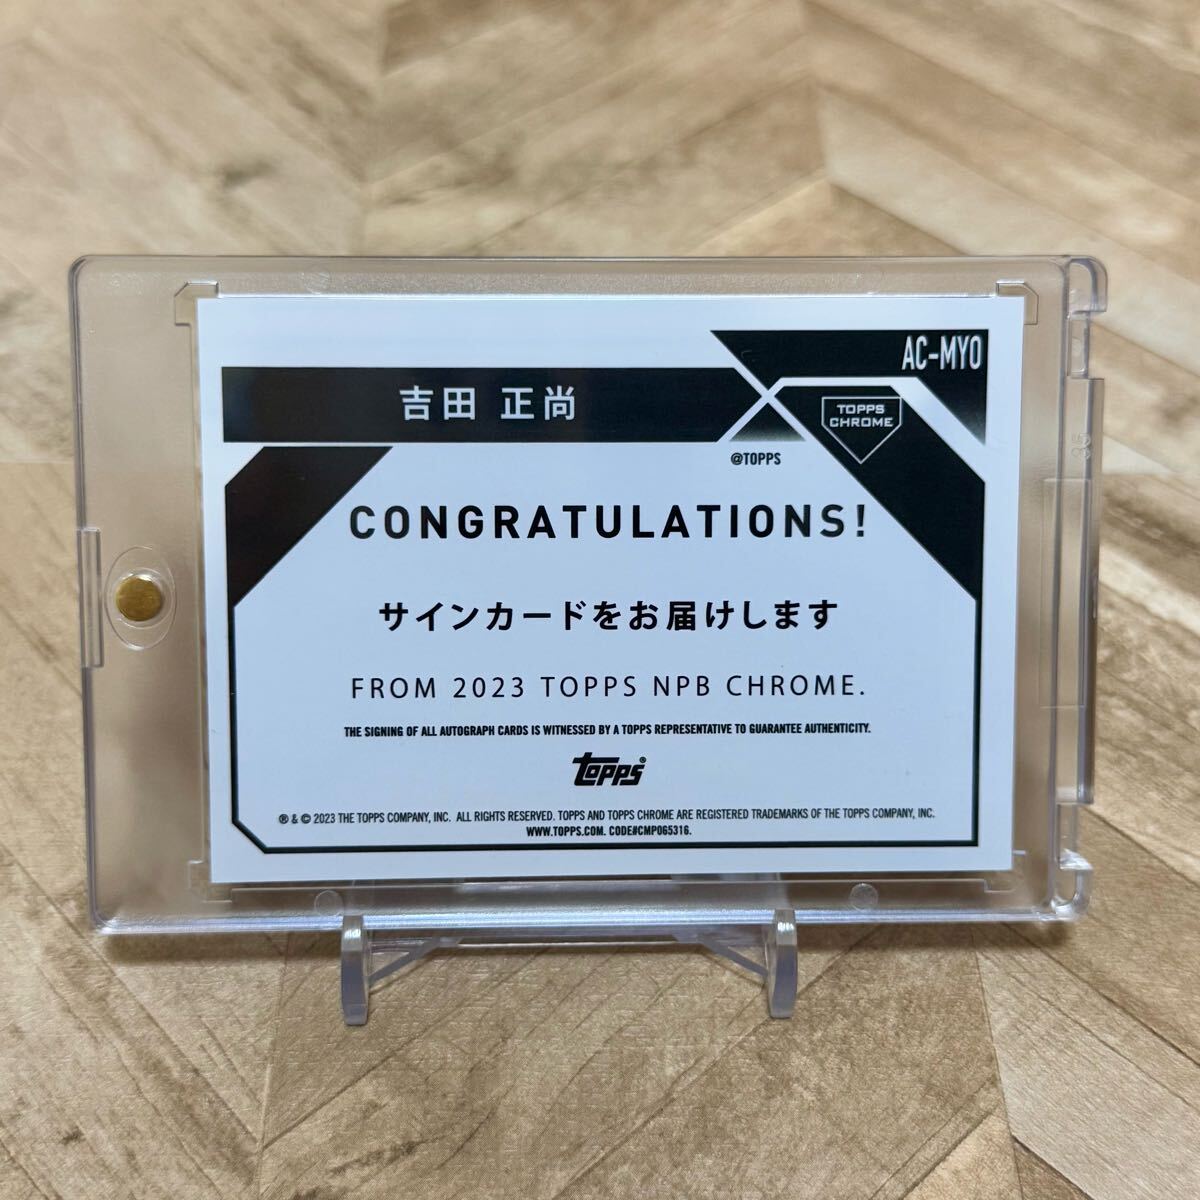 AC-MYO
吉田 正尚
TOPPS
CHROME
@TOPPS
CONGRATULATIONS!
サインカードをお届けします
FROM 2023 TOPPS NPB CHROME.
THE SIGNING OF ALL AUTOGRAPH CARDS IS WITNESSED BY A TOPPS REPRESENTATIVE TO GUARANTEE AUTHENTICITY.
topps®
® & © 2023 THE TOPPS COMPANY, INC. ALL RIGHTS RESERVED. TOPPS AND TOPPS CHROME ARE REGISTERED TRADEMARKS OF THE TOPPS COMPANY, INC.
WWW.TOPPS.COM. CODE#CMP065316.
35